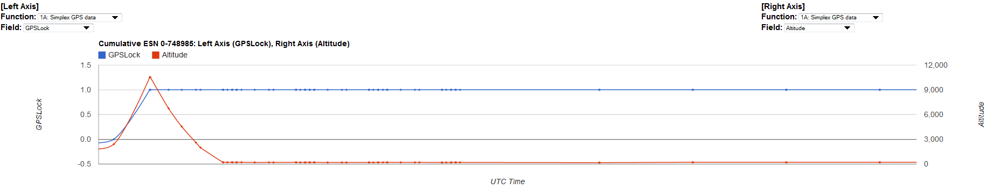 [Left Axis]
Function: 1A: Simplex GPS data
Field: GPSLock
[Right Axis]
Function: 1A: Simplex GPS data
Field: Altitude
Cumulative ESN 0-748985: Left Axis (GPSLock), Right Axis (Altitude)
GPSLock Altitude
1.5 12,000
1.0 9,000
0.5 6,000
0.0 3,000
-0.5 0
GPSLock
Altitude
UTC Time